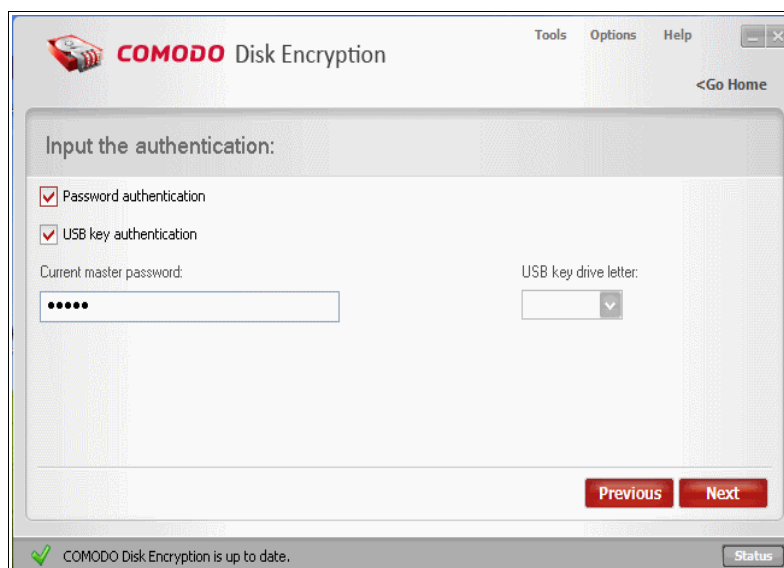 COMODO Disk Encryption
Tools Options Help
<Go Home
Input the authentication:
Password authentication
USB key authentication
Current master password: USB key drive letter:
•••••
Previous Next
COMODO Disk Encryption is up to date. Status